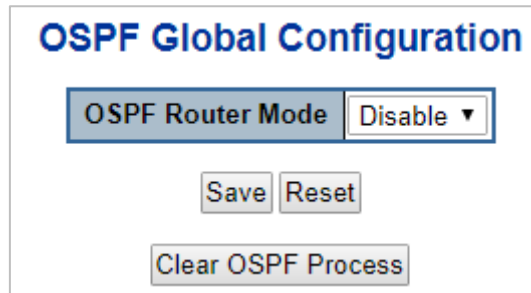 OSPF Global Configuration
OSPF Router Mode Disable
Save Reset
Clear OSPF Process